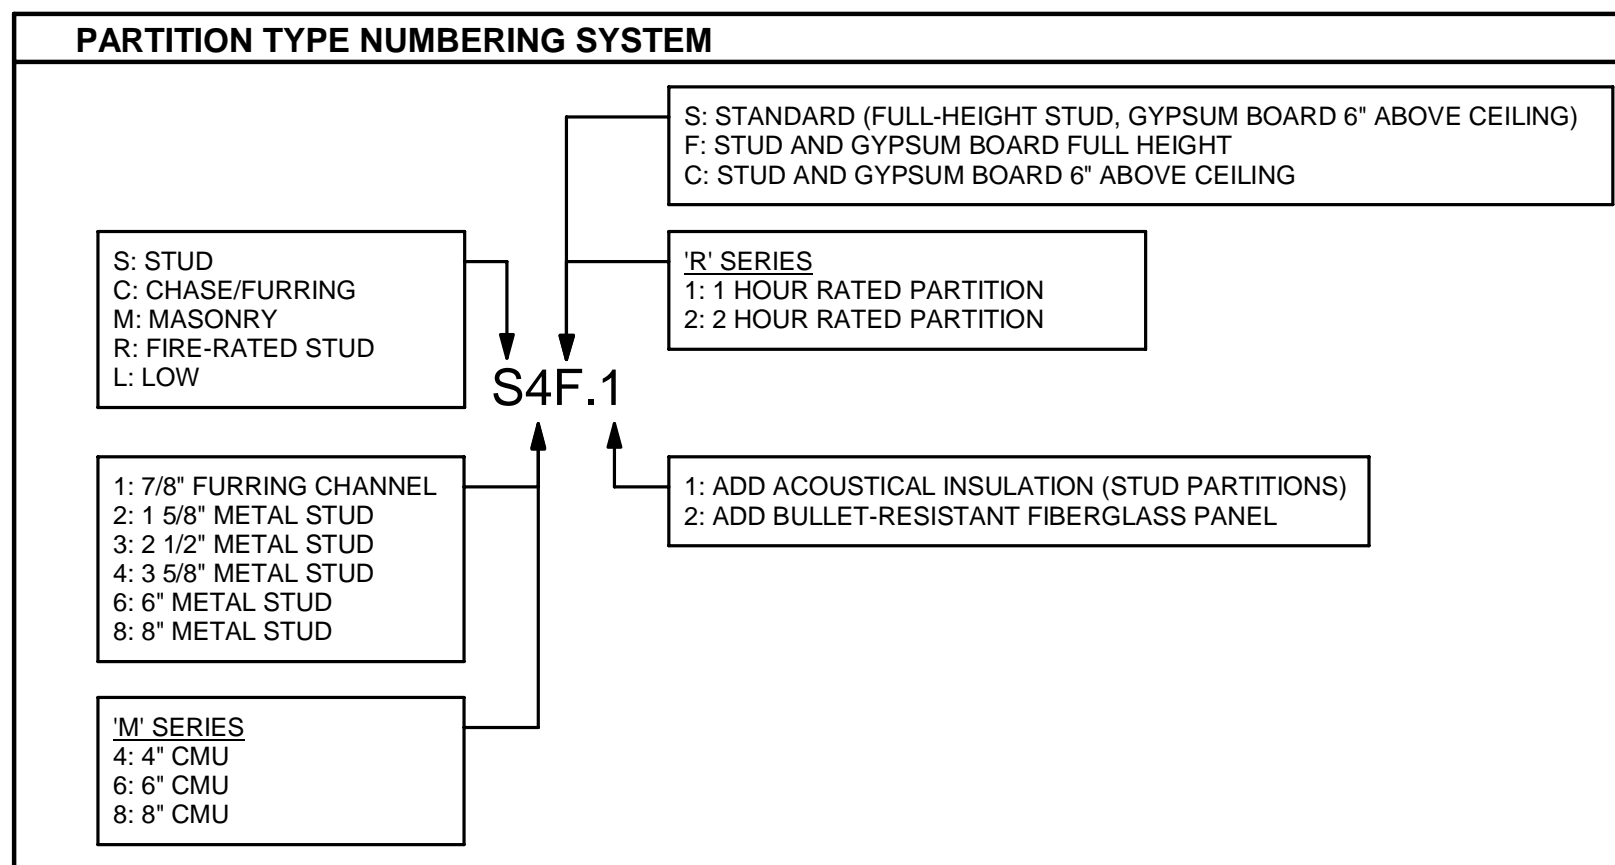 PARTITION TYPE NUMBERING SYSTEM
S: STANDARD (FULL-HEIGHT STUD, GYPSUM BOARD 6" ABOVE CEILING)
F: STUD AND GYPSUM BOARD FULL HEIGHT
C: STUD AND GYPSUM BOARD 6" ABOVE CEILING
S: STUD
C: CHASE/FURRING
M: MASONRY
R: FIRE-RATED STUD
L: LOW
'R' SERIES
1: 1 HOUR RATED PARTITION
2: 2 HOUR RATED PARTITION
S4F.1
1: 7/8" FURRING CHANNEL
2: 1 5/8" METAL STUD
3: 2 1/2" METAL STUD
4: 3 5/8" METAL STUD
6: 6" METAL STUD
8: 8" METAL STUD
1: ADD ACOUSTICAL INSULATION (STUD PARTITIONS)
2: ADD BULLET-RESISTANT FIBERGLASS PANEL
'M' SERIES
4: 4" CMU
6: 6" CMU
8: 8" CMU